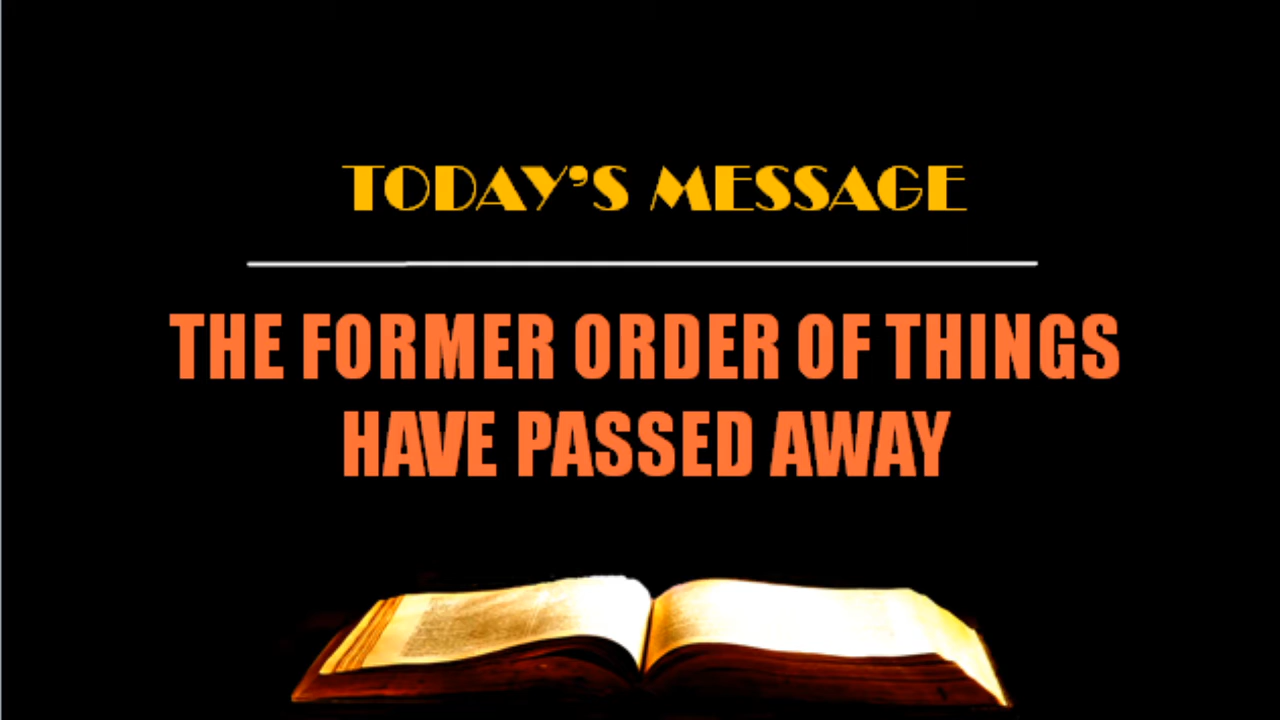 TODAY’S MESSAGE
THE FORMER ORDER OF THINGS
HAVE PASSED AWAY